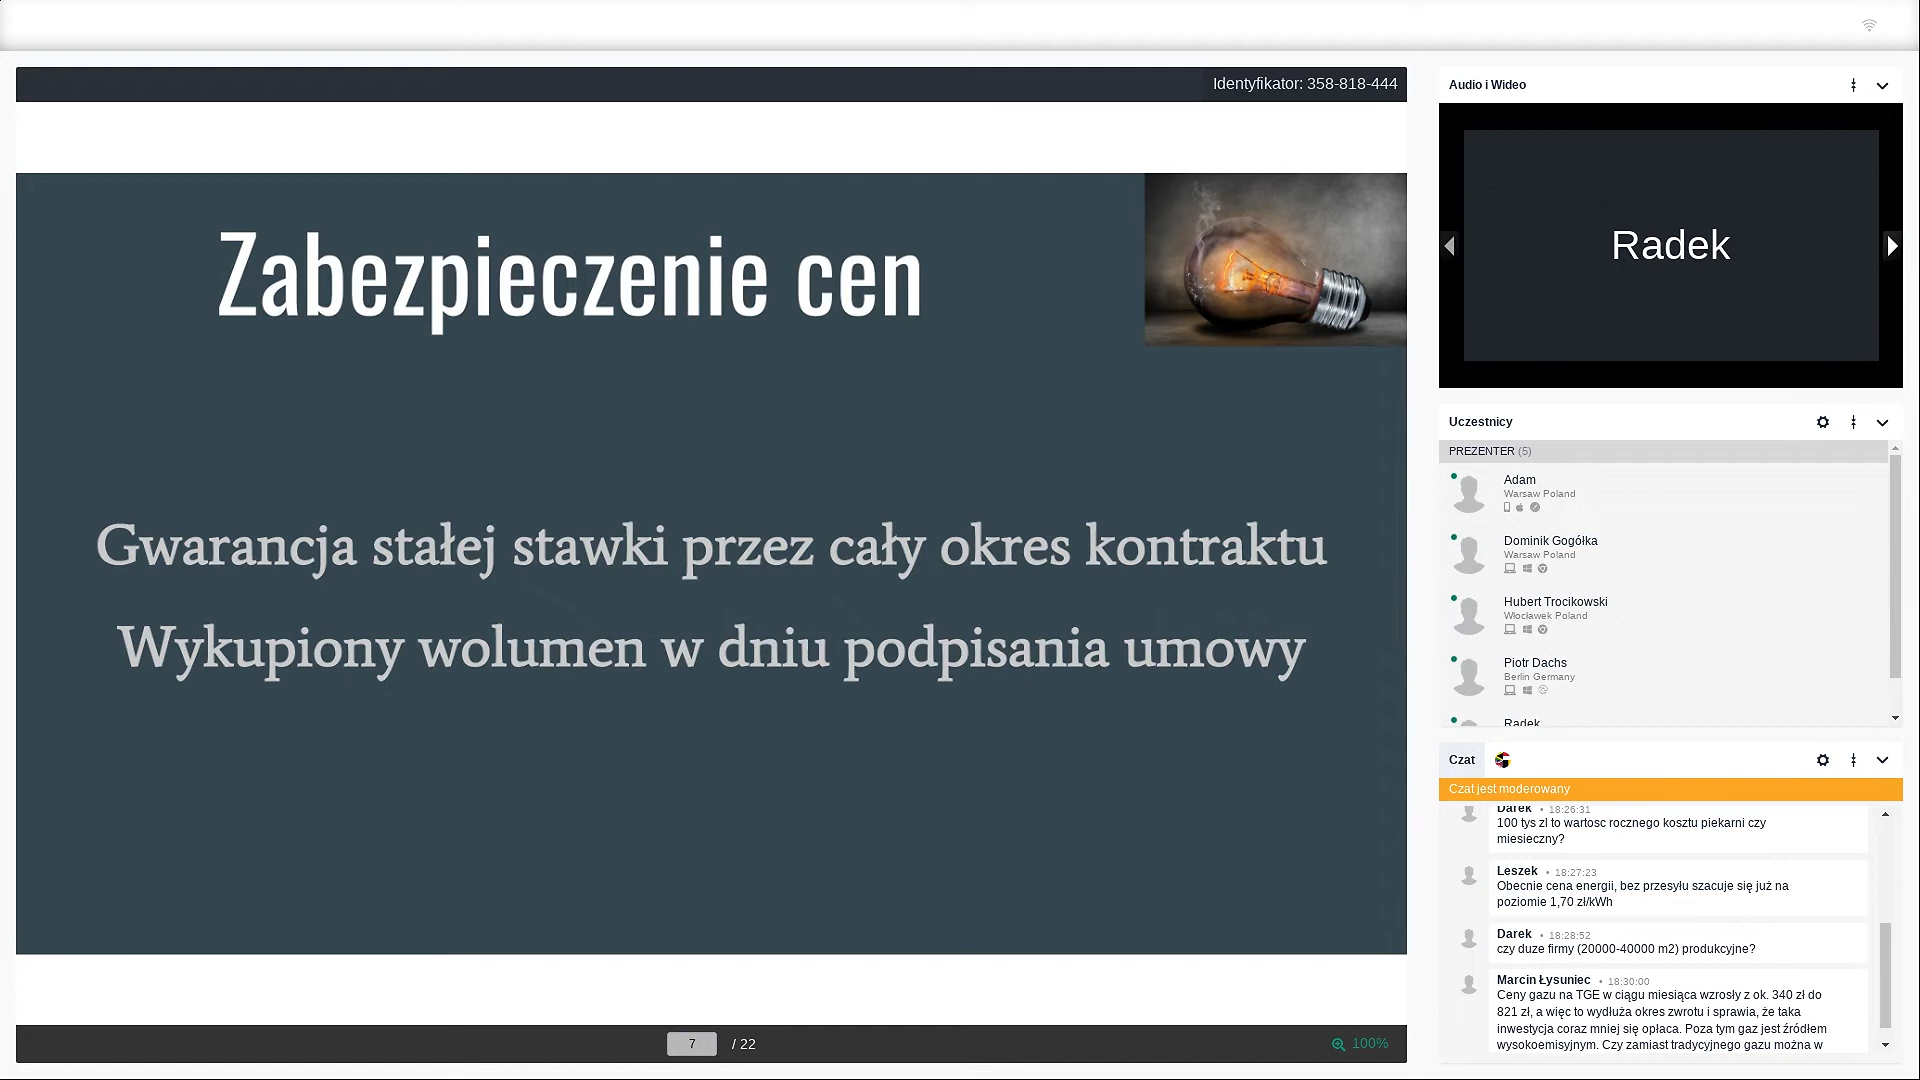 Identyfikator: 358-818-444
Zabezpieczenie cen
Gwarancja stałej stawki przez cały okres kontraktu
Wykupiony wolumen w dniu podpisania umowy
7 / 22
100%
Audio i Wideo
Radek
Uczestnicy
PREZENTER (5)
Adam
Warsaw Poland
Dominik Gogółka
Warsaw Poland
Hubert Trocikowski
Włocławek Poland
Piotr Dachs
Berlin Germany
Radek
Czat
Czat jest moderowany
Darek • 18:26:31
100 tys zl to wartosc rocznego kosztu piekarni czy
miesieczny?
Leszek • 18:27:23
Obecnie cena energii, bez przesyłu szacuje się już na
poziomie 1,70 zł/kWh
Darek • 18:28:52
czy duze firmy (20000-40000 m2) produkcyjne?
Marcin Łysuniec • 18:30:00
Ceny gazu na TGE w ciągu miesiąca wzrosły z ok. 340 zł do
821 zł, a więc to wydłuża okres zwrotu i sprawia, że taka
inwestycja coraz mniej się opłaca. Poza tym gaz jest źródłem
wysokoemisyjnym. Czy zamiast tradycyjnego gazu można w